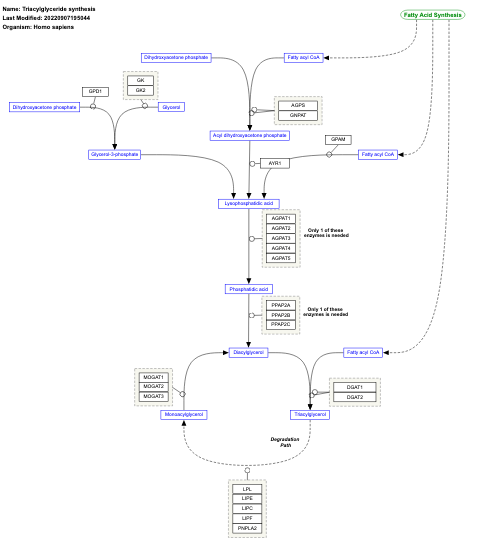 Name: Triacylglyceride synthesis
Last Modified: 20220907195044
Organism: Homo sapiens
Fatty Acid Synthesis
Dihydroxyacetone phosphate
Fatty acyl CoA
GPD1
GK
GK2
Dihydroxyacetone phosphate
Glycerol
AGPS
GNPAT
Acyl dihydroxyacetone phosphate
GPAM
Glycerol-3-phosphate
AYR1
Fatty acyl CoA
Lysophosphatidic acid
AGPAT1
AGPAT2
AGPAT3
AGPAT4
AGPAT5
Only 1 of these
enzymes is needed
Phosphatidic acid
PPAP2A
PPAP2B
PPAP2C
Only 1 of these
enzymes is needed
Diacylglycerol
Fatty acyl CoA
MOGAT1
MOGAT2
MOGAT3
DGAT1
DGAT2
Monoacylglycerol
Triacylglycerol
Degradation
Path
LPL
LIPE
LIPC
LIPF
PNPLA2